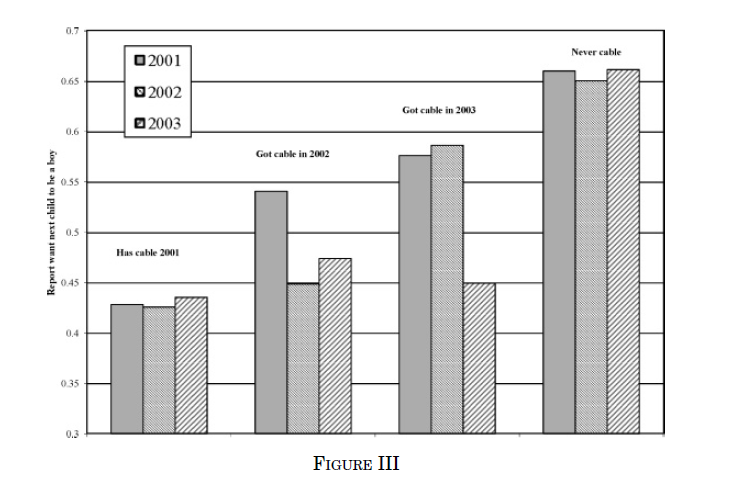 0.7
0.65
0.6
0.55
0.5
0.45
0.4
0.35
0.3
Report want next child to be a boy
2001
2002
2003
Has cable 2001
Got cable in 2002
Got cable in 2003
Never cable
FIGURE III